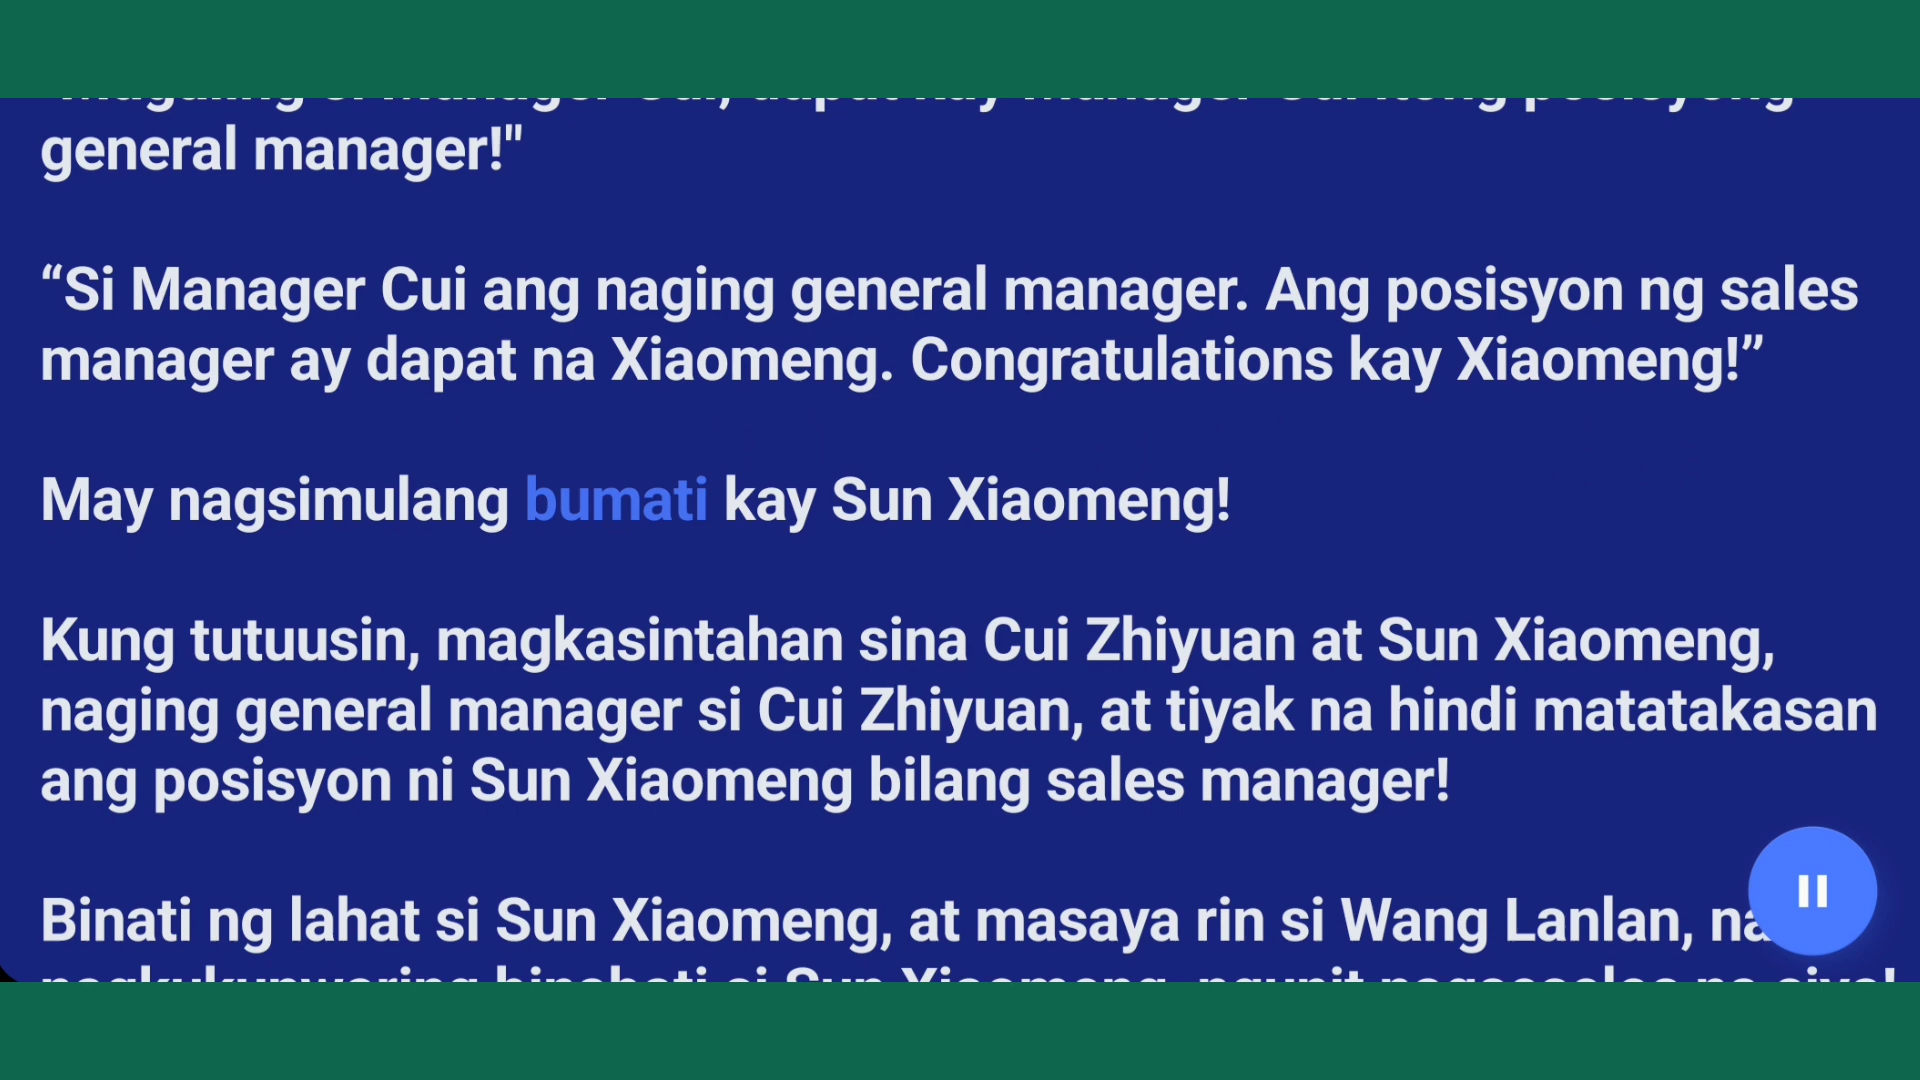 general manager!"
“Si Manager Cui ang naging general manager. Ang posisyon ng sales
manager ay dapat na Xiaomeng. Congratulations kay Xiaomeng!”
May nagsimulang bumati kay Sun Xiaomeng!
Kung tutuusin, magkasintahan sina Cui Zhiyuan at Sun Xiaomeng,
naging general manager si Cui Zhiyuan, at tiyak na hindi matatakasan
ang posisyon ni Sun Xiaomeng bilang sales manager!
Binati ng lahat si Sun Xiaomeng, at masaya rin si Wang Lanlan,